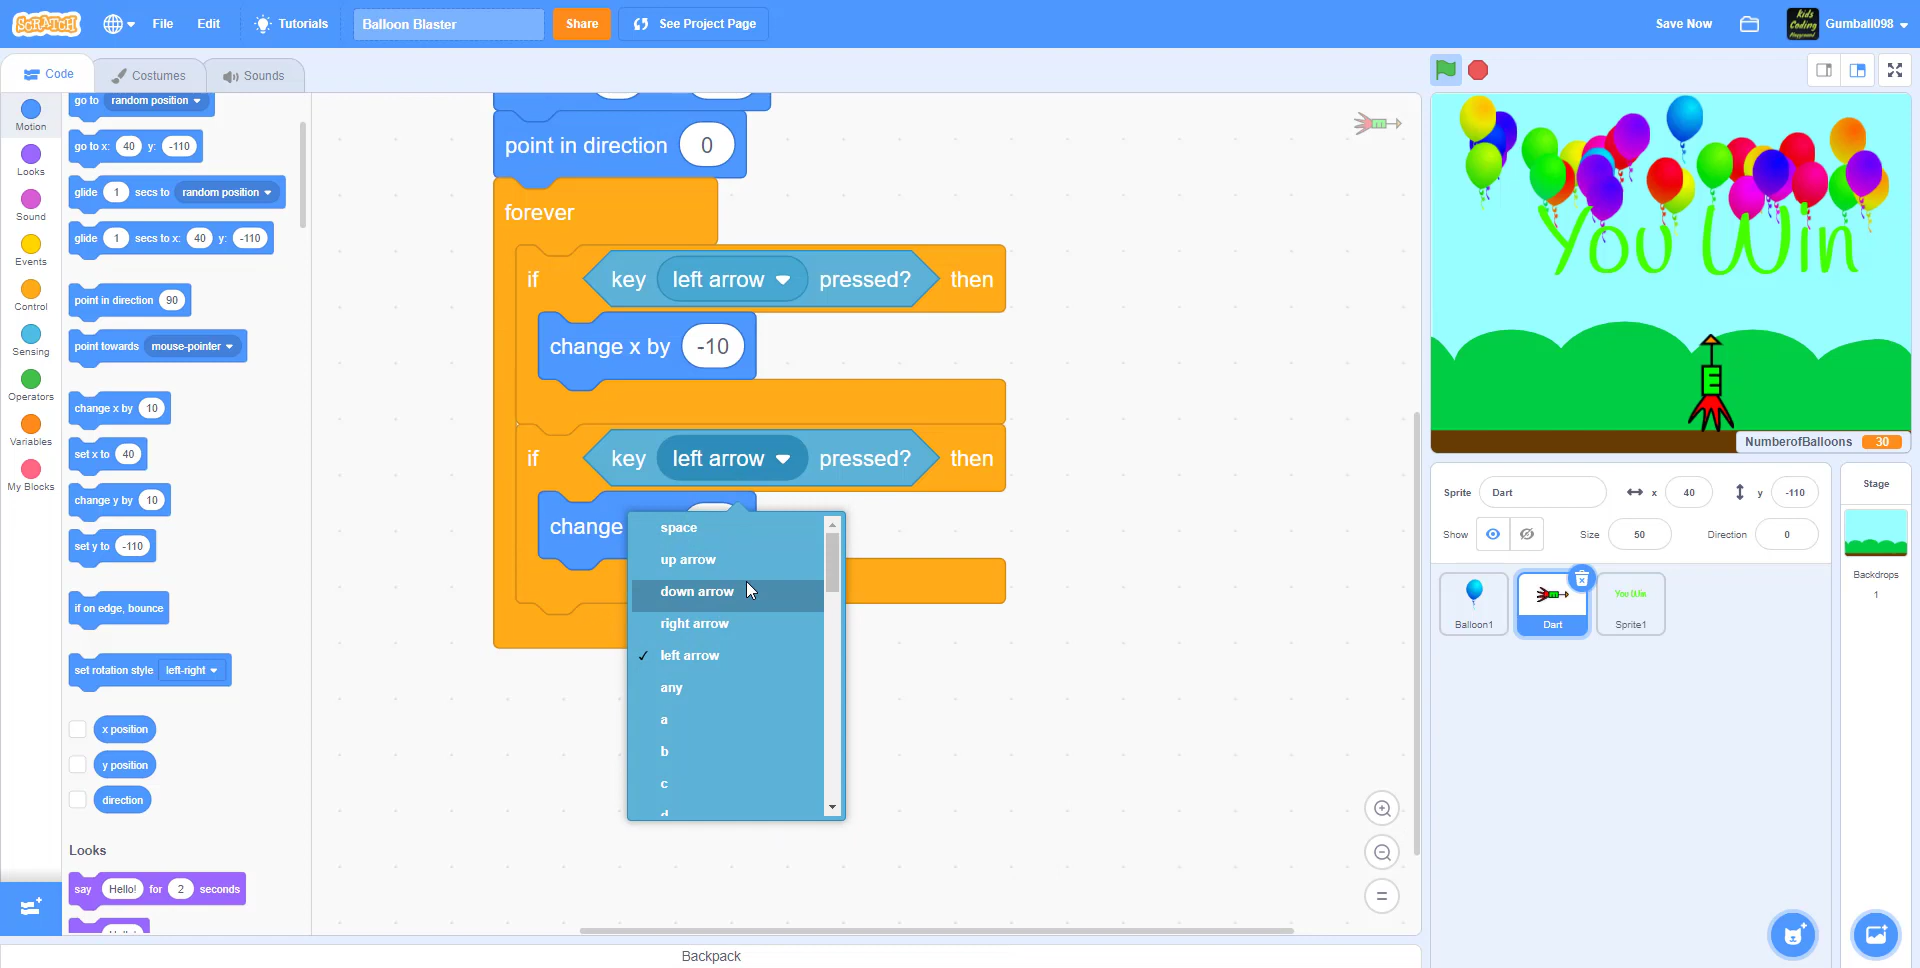 SCRATCH File Edit Tutorials Balloon Blaster Share See Project Page Save Now Kids Coding Playground Gumball098
Code Costumes Sounds
Motion
Looks
Sound
Events
Control
Sensing
Operators
Variables
My Blocks
go to random position
go to x: 40 y: -110
glide 1 secs to random position
glide 1 secs to x: 40 y: -110
point in direction 90
point towards mouse-pointer
change x by 10
set x to 40
change y by 10
set y to -110
if on edge, bounce
set rotation style left-right
x position
y position
direction
Looks
say Hello! for 2 seconds
point in direction 0
forever
if key left arrow pressed? then
change x by -10
if key left arrow pressed? then
change
space
up arrow
down arrow
right arrow
✓ left arrow
any
a
b
c
d
Backpack
You Win
E
NumberofBalloons 30
Sprite Dart x 40 y -110
Show Size 50 Direction 0
Balloon1
Dart
You Win
Sprite1
Stage
Backdrops
1